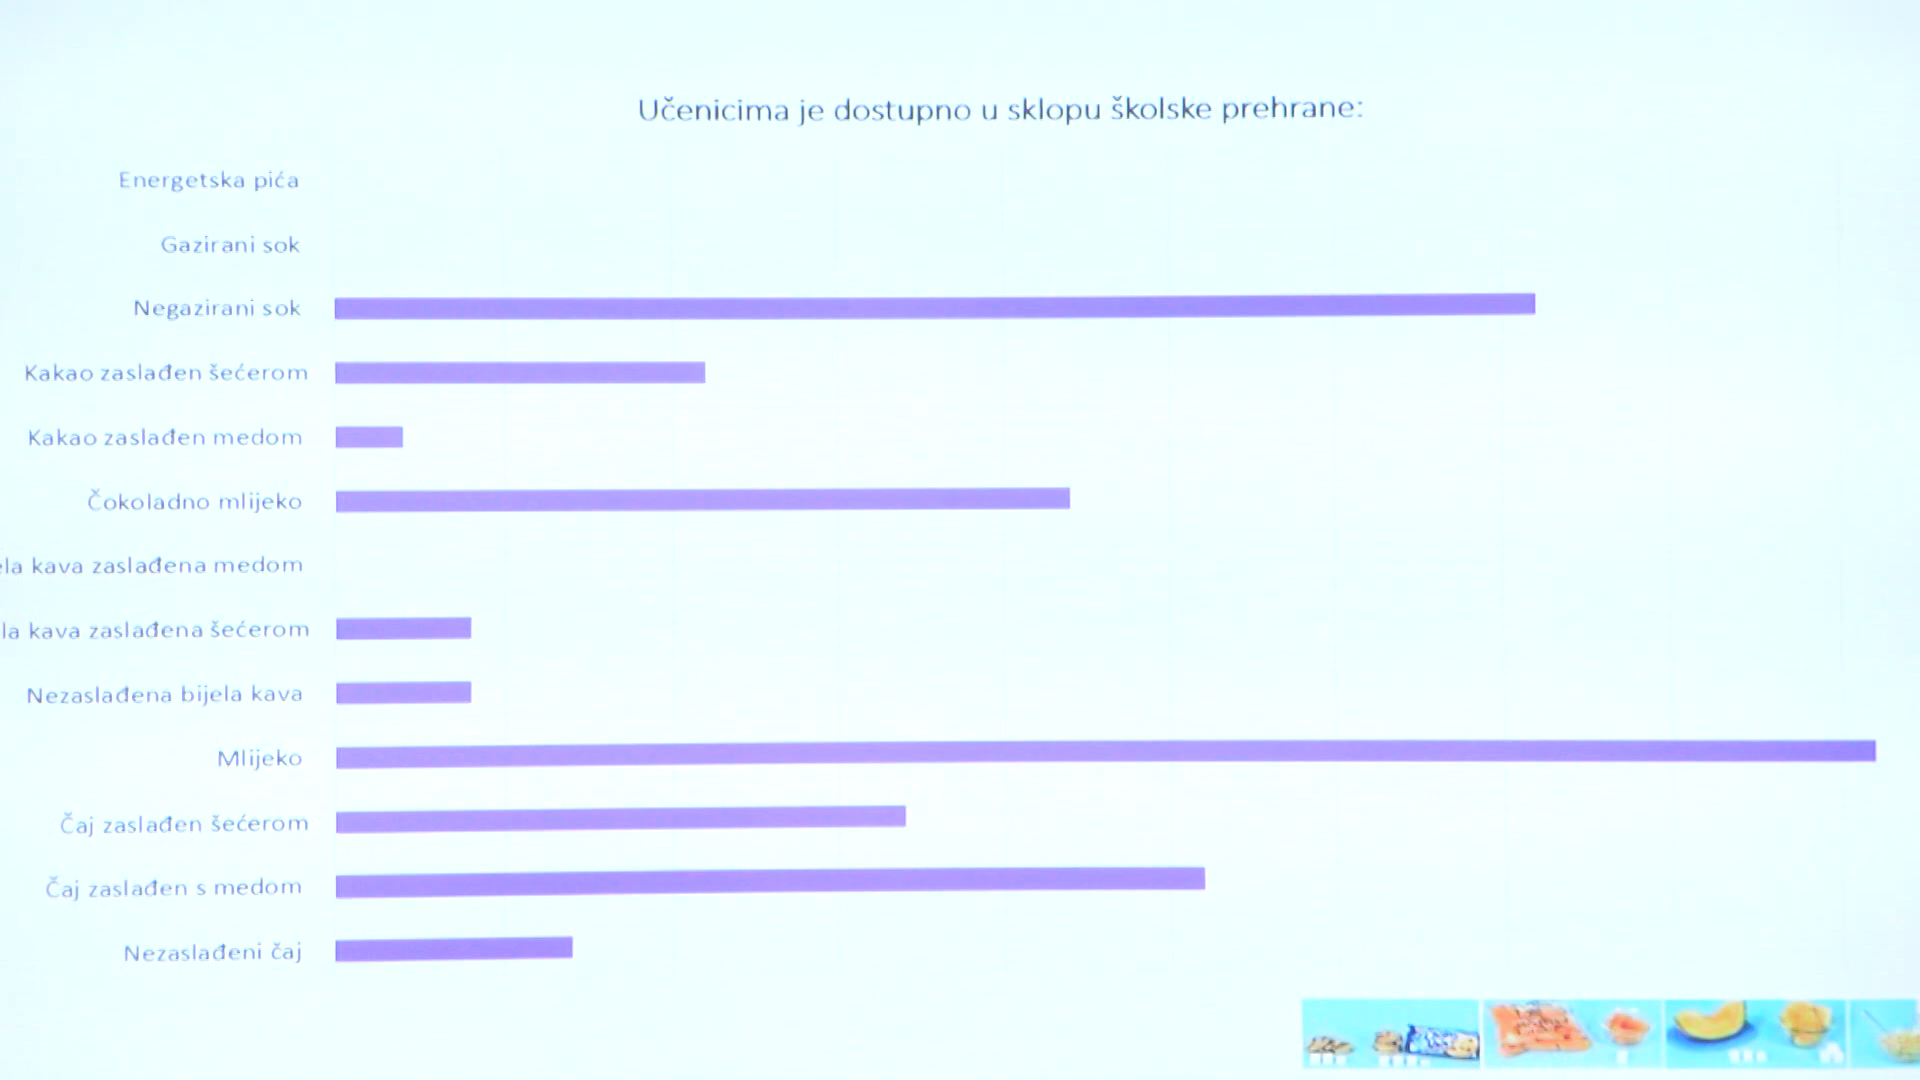 Učenicima je dostupno u sklopu školske prehrane:
Energetska pića
Gazirani sok
Negazirani sok
Kakao zaslađen šećerom
Kakao zaslađen medom
Čokoladno mlijeko
kava zaslađena medom
kava zaslađena šećerom
Nezaslađena bijela kava
Mlijeko
Čaj zaslađen šećerom
Čaj zaslađen s medom
Nezaslađeni čaj